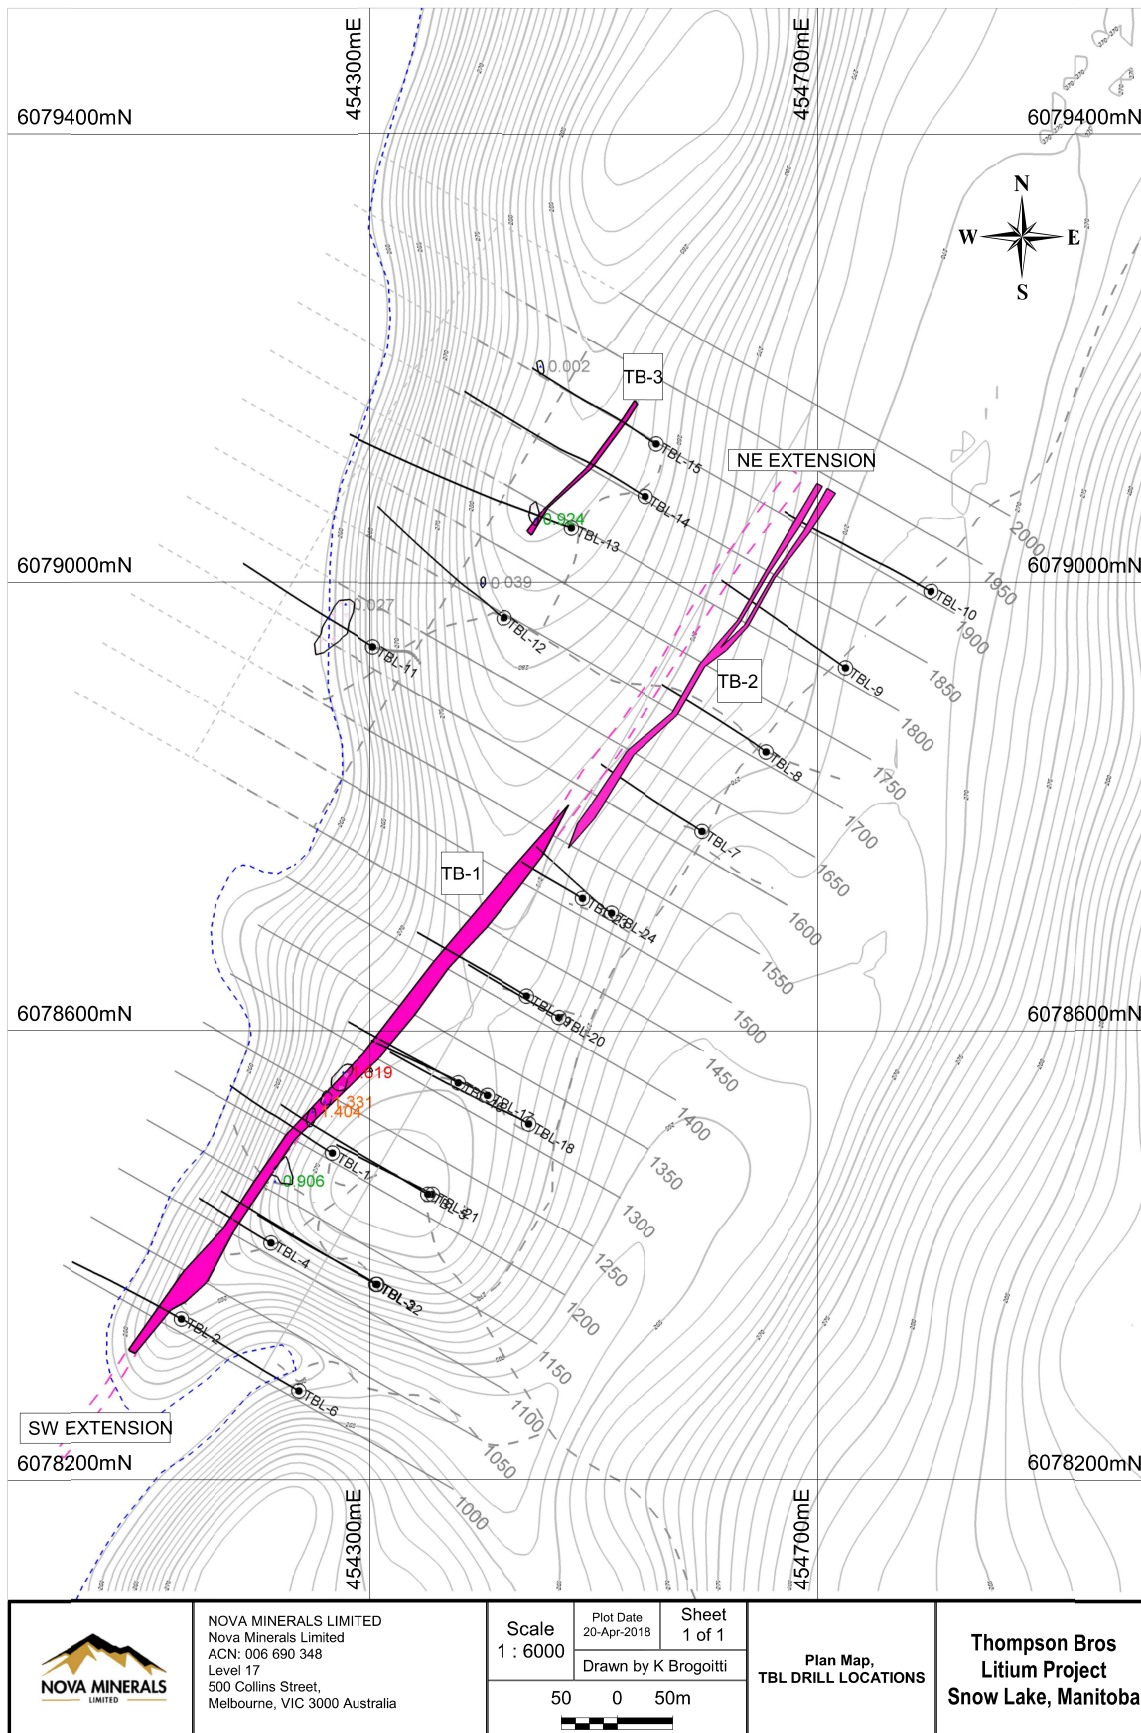 454300mE
454700mE
6079400mN
6079400mN
N
W
E
S
0.002
TB-3
TBL-15
NE EXTENSION
TBL-14
0.924
TBL-13
2000
6079000mN
0.039
6079000mN
1950
TBL-10
0.027
TBL-12
1900
TBL-11
TBL-9
1850
TB-2
1800
TBL-8
1750
1700
TBL-7
TB-1
1650
TBL-24
1600
1550
6078600mN
TBL-20
1500
6078600mN
1450
TBL-17
1.331
1.404
1400
TBL-18
TBL-1
1350
0.906
1300
TBL-4
1250
1200
TBL-2
1150
TBL-6
1100
SW EXTENSION
1050
6078200mN
6078200mN
1000
454300mE
454700mE
NOVA MINERALS
LIMITED
NOVA MINERALS LIMITED
Nova Minerals Limited
ACN: 006 690 348
Level 17
500 Collins Street,
Melbourne, VIC 3000 Australia
Scale
1 : 6000
Plot Date
20-Apr-2018
Sheet
1 of 1
Drawn by K Brogoitti
50 0 50m
Plan Map,
TBL DRILL LOCATIONS
Thompson Bros
Litium Project
Snow Lake, Manitoba